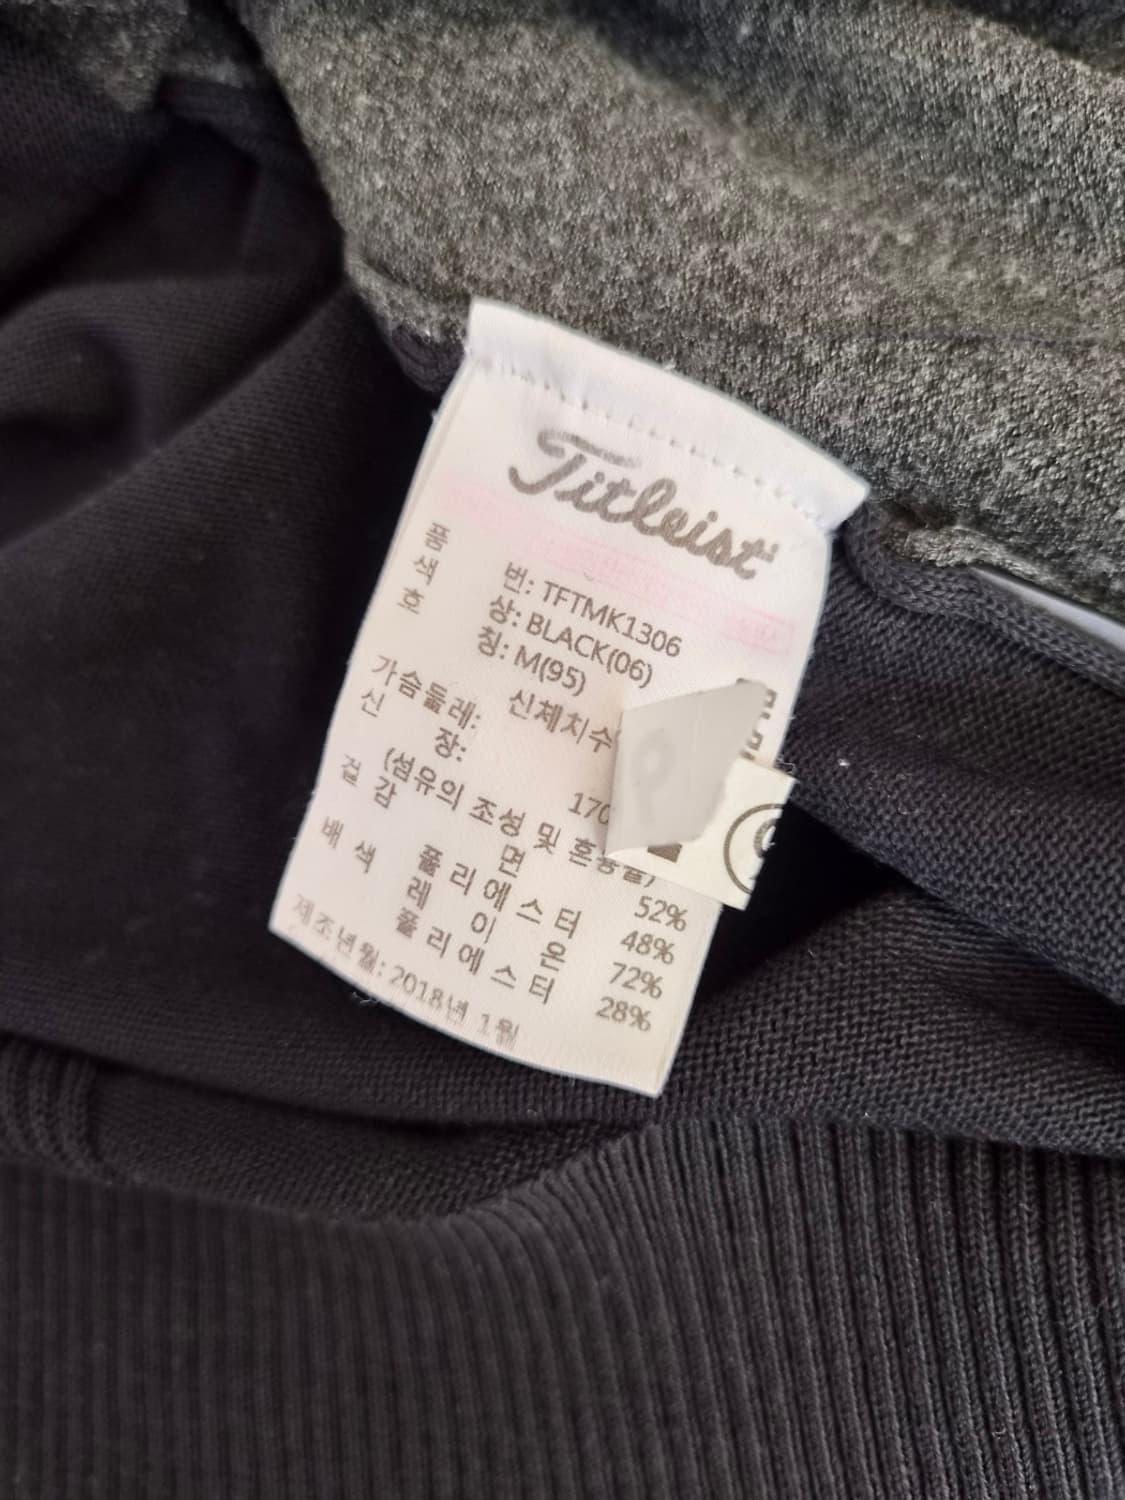 Titleist
품 번: TFTMK1306
색 상: BLACK(06)
호 칭: M(95)
가슴둘레: 신체치수
신 장: 170
(섬유의 조성 및 혼용률)
겉 감 면 52%
폴 리 에 스 터 48%
배 색 레 이 온 72%
폴 리 에 스 터 28%
제조년월: 2018년 1월